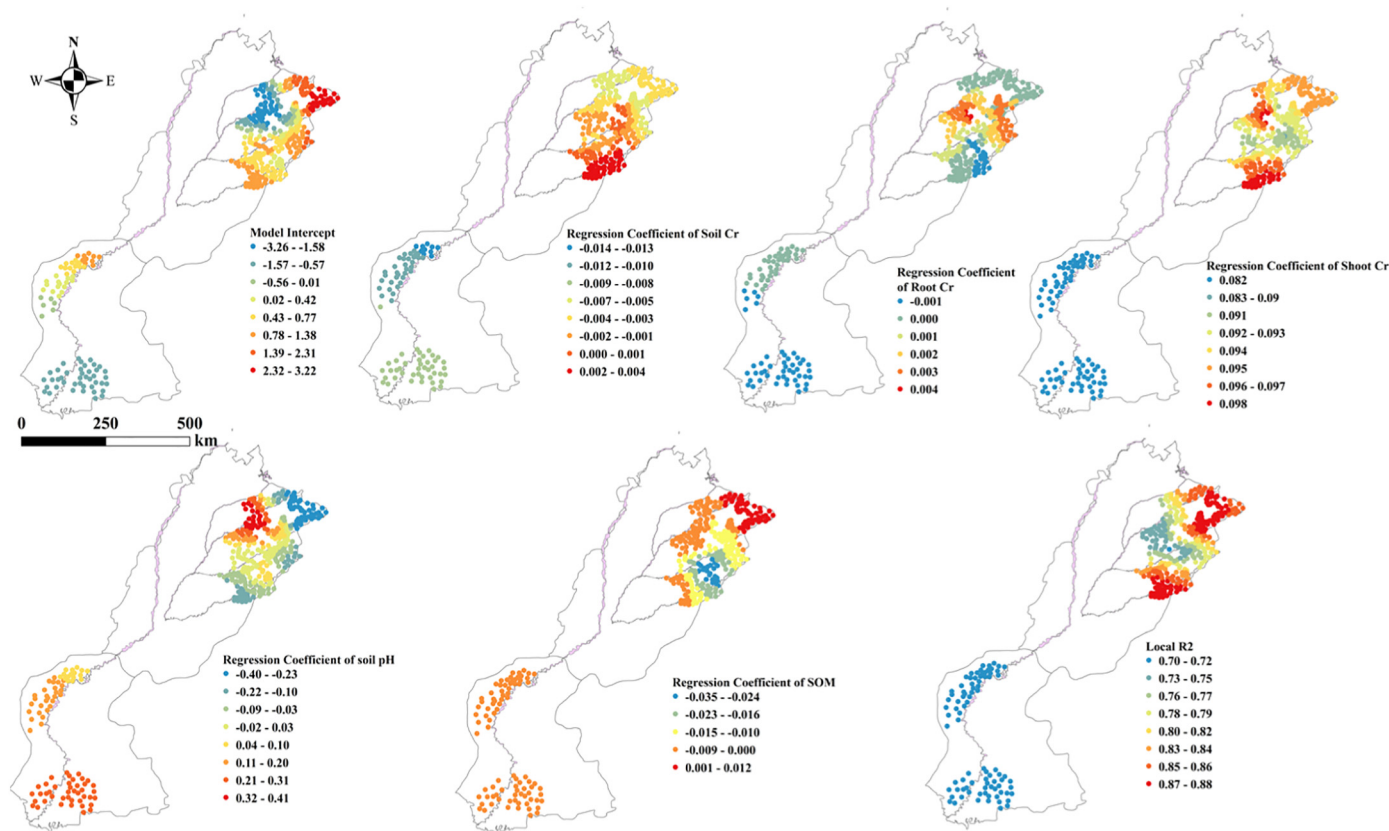 N
W E
S
Model Intercept
-3.26 - -1.58
-1.57 - -0.57
-0.56 - 0.01
0.02 - 0.42
0.43 - 0.77
0.78 - 1.38
1.39 - 2.31
2.32 - 3.22
Regression Coefficient of Soil Cr
-0.014 - -0.013
-0.012 - -0.010
-0.009 - -0.008
-0.007 - -0.005
-0.004 - -0.003
-0.002 - -0.001
0.000 - 0.001
0.002 - 0.004
Regression Coefficient
of Root Cr
-0.001
0.000
0.001
0.002
0.003
0.004
Regression Coefficient of Shoot Cr
0.082
0.083 - 0.09
0.091
0.092 - 0.093
0.094
0.095
0.096 - 0.097
0.098
0 250 500
km
Regression Coefficient of soil pH
-0.40 - -0.23
-0.22 - -0.10
-0.09 - -0.03
-0.02 - 0.03
0.04 - 0.10
0.11 - 0.20
0.21 - 0.31
0.32 - 0.41
Regression Coefficient of SOM
-0.035 - -0.024
-0.023 - -0.016
-0.015 - -0.010
-0.009 - 0.000
0.001 - 0.012
Local R2
0.70 - 0.72
0.73 - 0.75
0.76 - 0.77
0.78 - 0.79
0.80 - 0.82
0.83 - 0.84
0.85 - 0.86
0.87 - 0.88